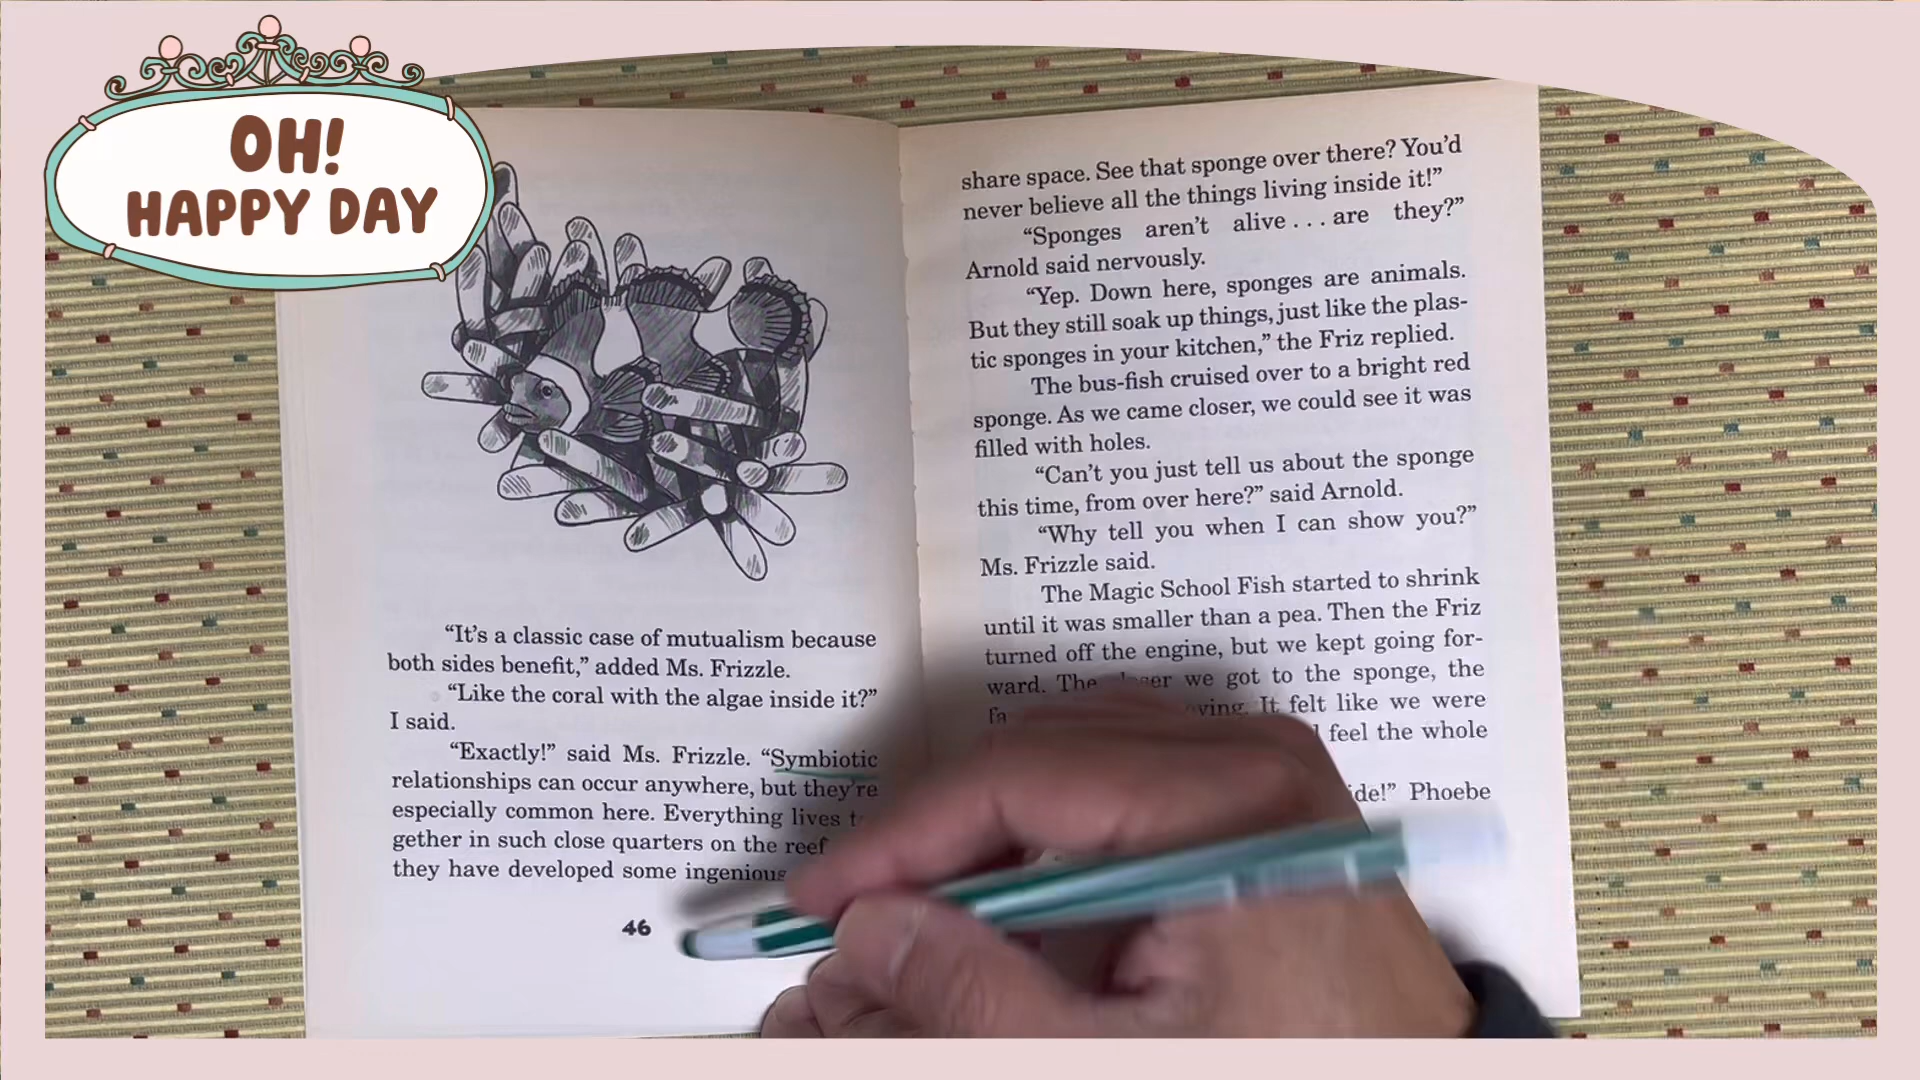 OH!
HAPPY DAY
“It’s a classic case of mutualism because
both sides benefit,” added Ms. Frizzle.
“Like the coral with the algae inside it?”
I said.
“Exactly!” said Ms. Frizzle. “Symbiotic
relationships can occur anywhere, but they’re
especially common here. Everything lives
gether in such close quarters on the reef
they have developed some ingenious
46
share space. See that sponge over there? You’d
never believe all the things living inside it!”
“Sponges aren’t alive . . . are they?”
Arnold said nervously.
“Yep. Down here, sponges are animals.
But they still soak up things, just like the plas-
tic sponges in your kitchen,” the Friz replied.
The bus-fish cruised over to a bright red
sponge. As we came closer, we could see it was
filled with holes.
“Can’t you just tell us about the sponge
this time, from over here?” said Arnold.
“Why tell you when I can show you?”
Ms. Frizzle said.
The Magic School Fish started to shrink
until it was smaller than a pea. Then the Friz
turned off the engine, but we kept going for-
ward. The we got to the sponge, the
It felt like we were
feel the whole
Phoebe